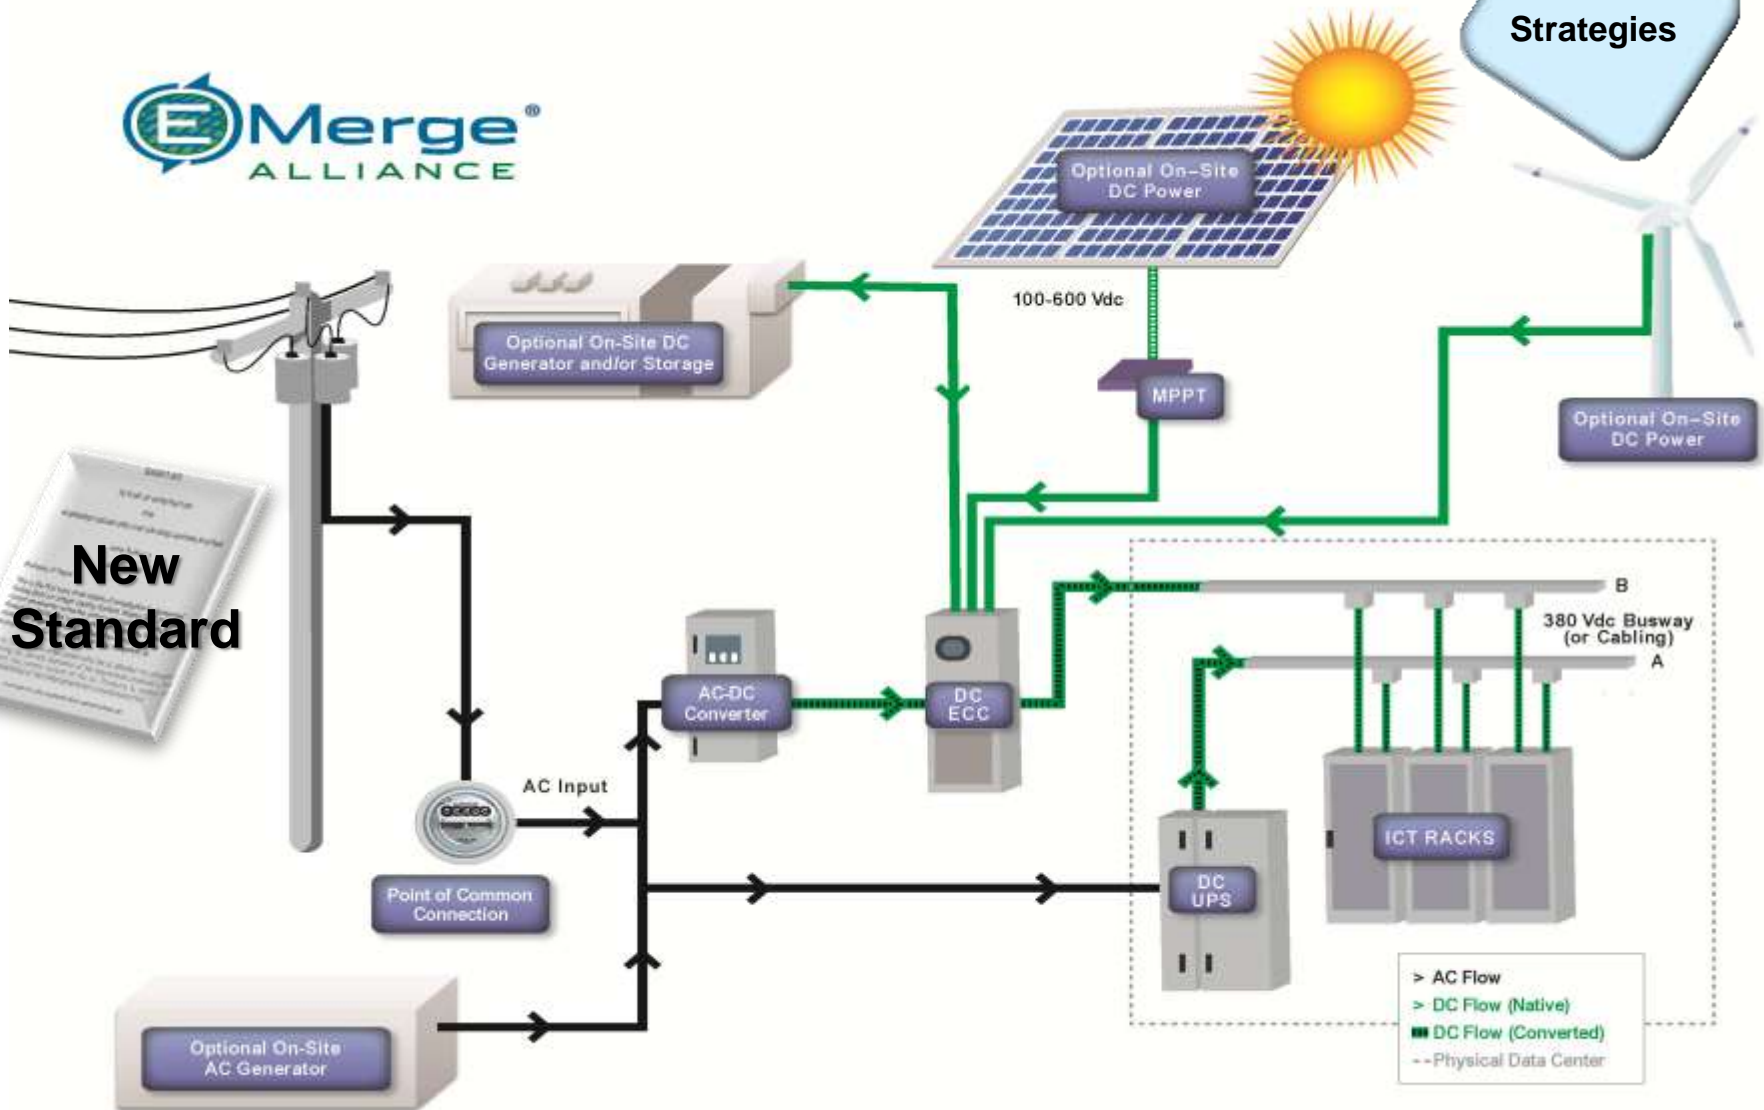 Strategies
EMerge®
ALLIANCE
Optional On-Site
DC Power
100-600 Vdc
Optional On-Site DC
Generator and/or Storage
MPPT
Optional On-Site
DC Power
New
Standard
B
380 Vdc Busway
(or Cabling)
A
AC-DC
Converter
DC
ECC
AC Input
ICT RACKS
Point of Common
Connection
DC
UPS
> AC Flow
> DC Flow (Native)
DC Flow (Converted)
--Physical Data Center
Optional On-Site
AC Generator